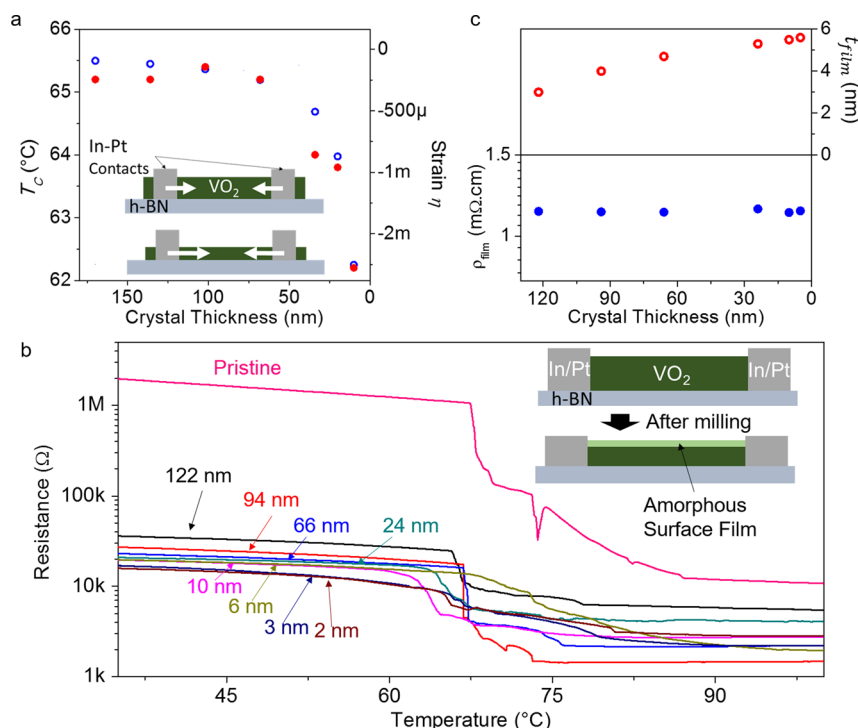 a
66
65
64
63
62
T_C (°C)
0
-500µ
-1m
-2m
Strain η
In-Pt
Contacts
VO₂
h-BN
150
100
50
0
Crystal Thickness (nm)
c
6
4
2
0
t_film (nm)
1.5
1
ρ_film (mΩ.cm)
120
90
60
30
0
Crystal Thickness (nm)
b
1M
100k
10k
1k
Resistance (Ω)
Pristine
122 nm
94 nm
66 nm
24 nm
10 nm
6 nm
3 nm
2 nm
In/Pt
VO₂
In/Pt
h-BN
After milling
Amorphous
Surface Film
45
60
75
90
Temperature (°C)